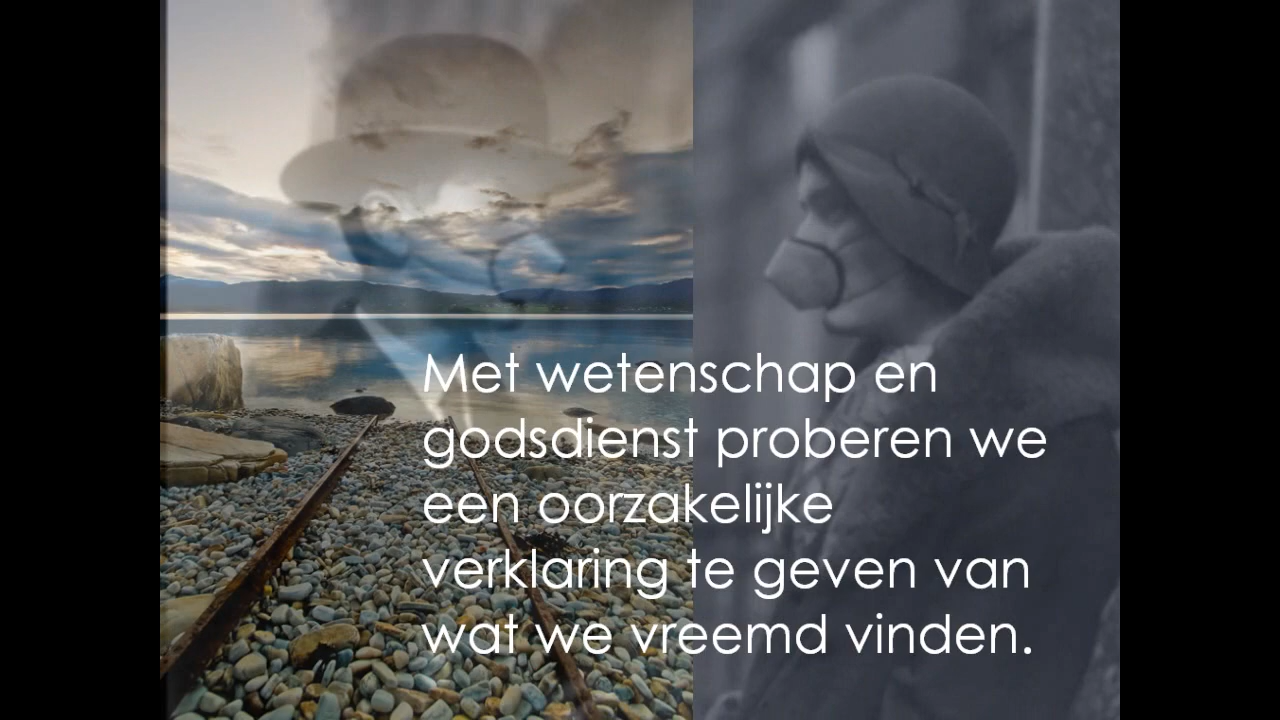 Met wetenschap en
godsdienst proberen we
een oorzakelijke
verklaring te geven van
wat we vreemd vinden.